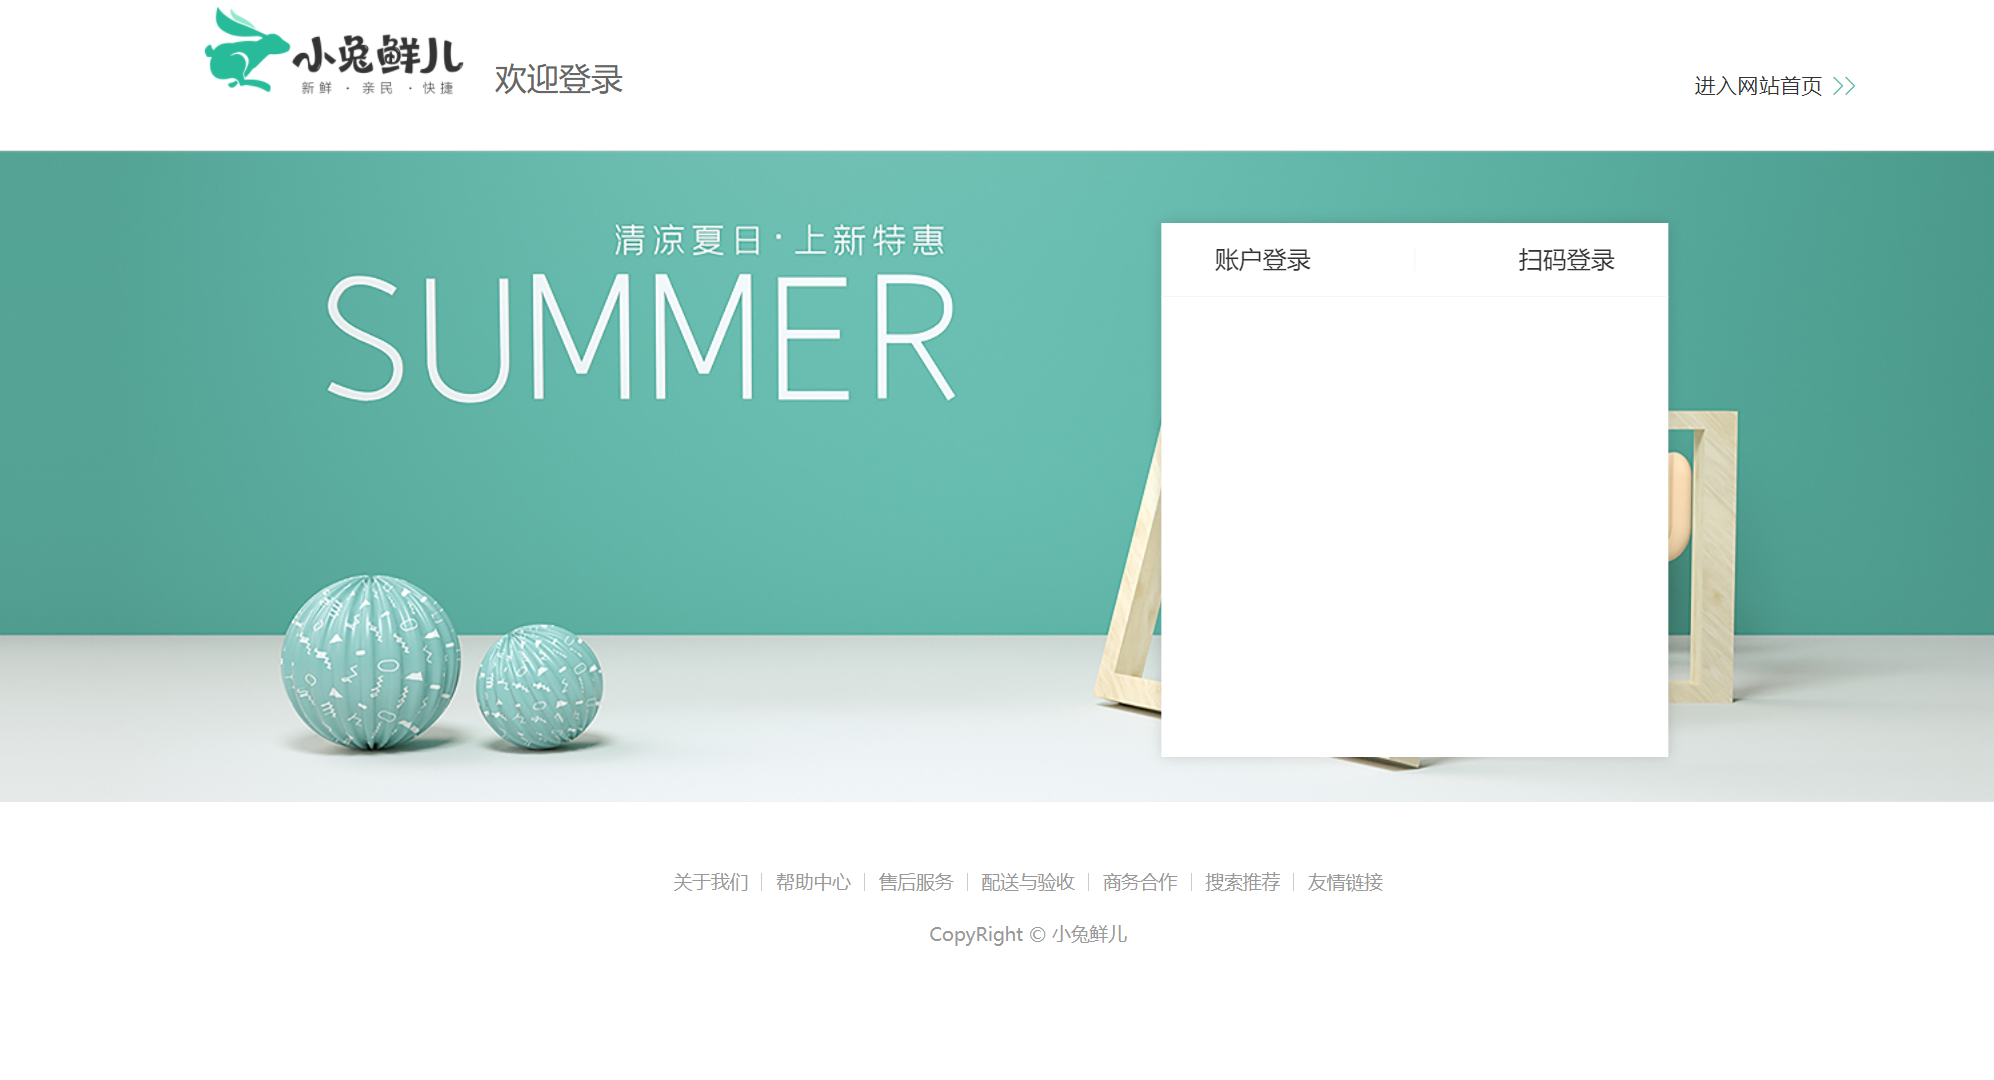 小兔鲜儿
新鲜 · 亲民 · 快捷
欢迎登录
进入网站首页
清凉夏日·上新特惠
SUMMER
账户登录
扫码登录
关于我们 | 帮助中心 | 售后服务 | 配送与验收 | 商务合作 | 搜索推荐 | 友情链接
CopyRight © 小兔鲜儿